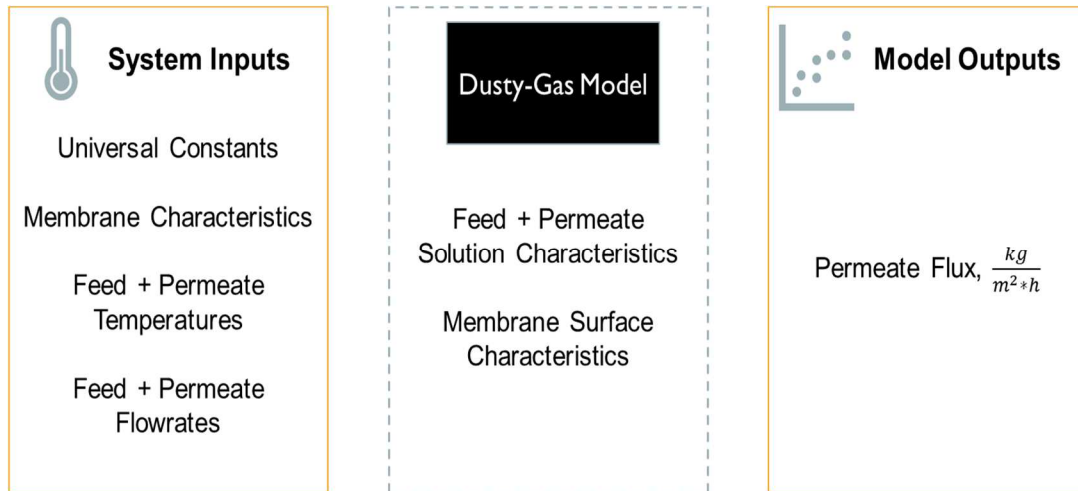 System Inputs
Universal Constants
Membrane Characteristics
Feed + Permeate
Temperatures
Feed + Permeate
Flowrates
Dusty-Gas Model
Feed + Permeate
Solution Characteristics
Membrane Surface
Characteristics
Model Outputs
Permeate Flux, kg/m²*h